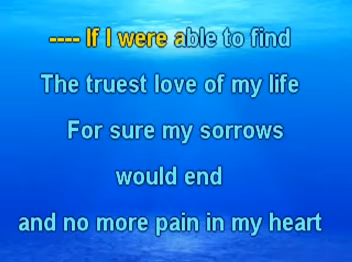 ---- If I were able to find
The truest love of my life
For sure my sorrows
would end
and no more pain in my heart